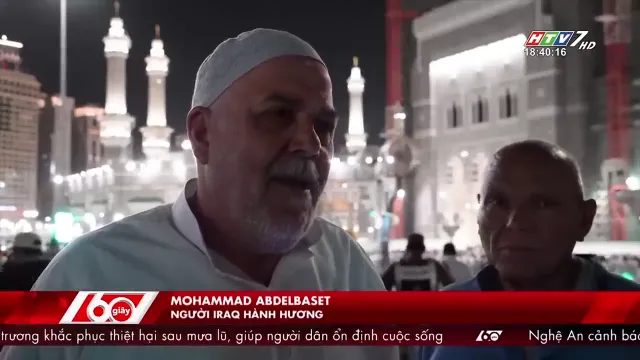 HTV7 HD
18:40:16
60 giây
MOHAMMAD ABDELBASET
NGƯỜI IRAQ HÀNH HƯƠNG
trương khắc phục thiệt hại sau mưa lũ, giúp người dân ổn định cuộc sống 60 Nghệ An cảnh bá